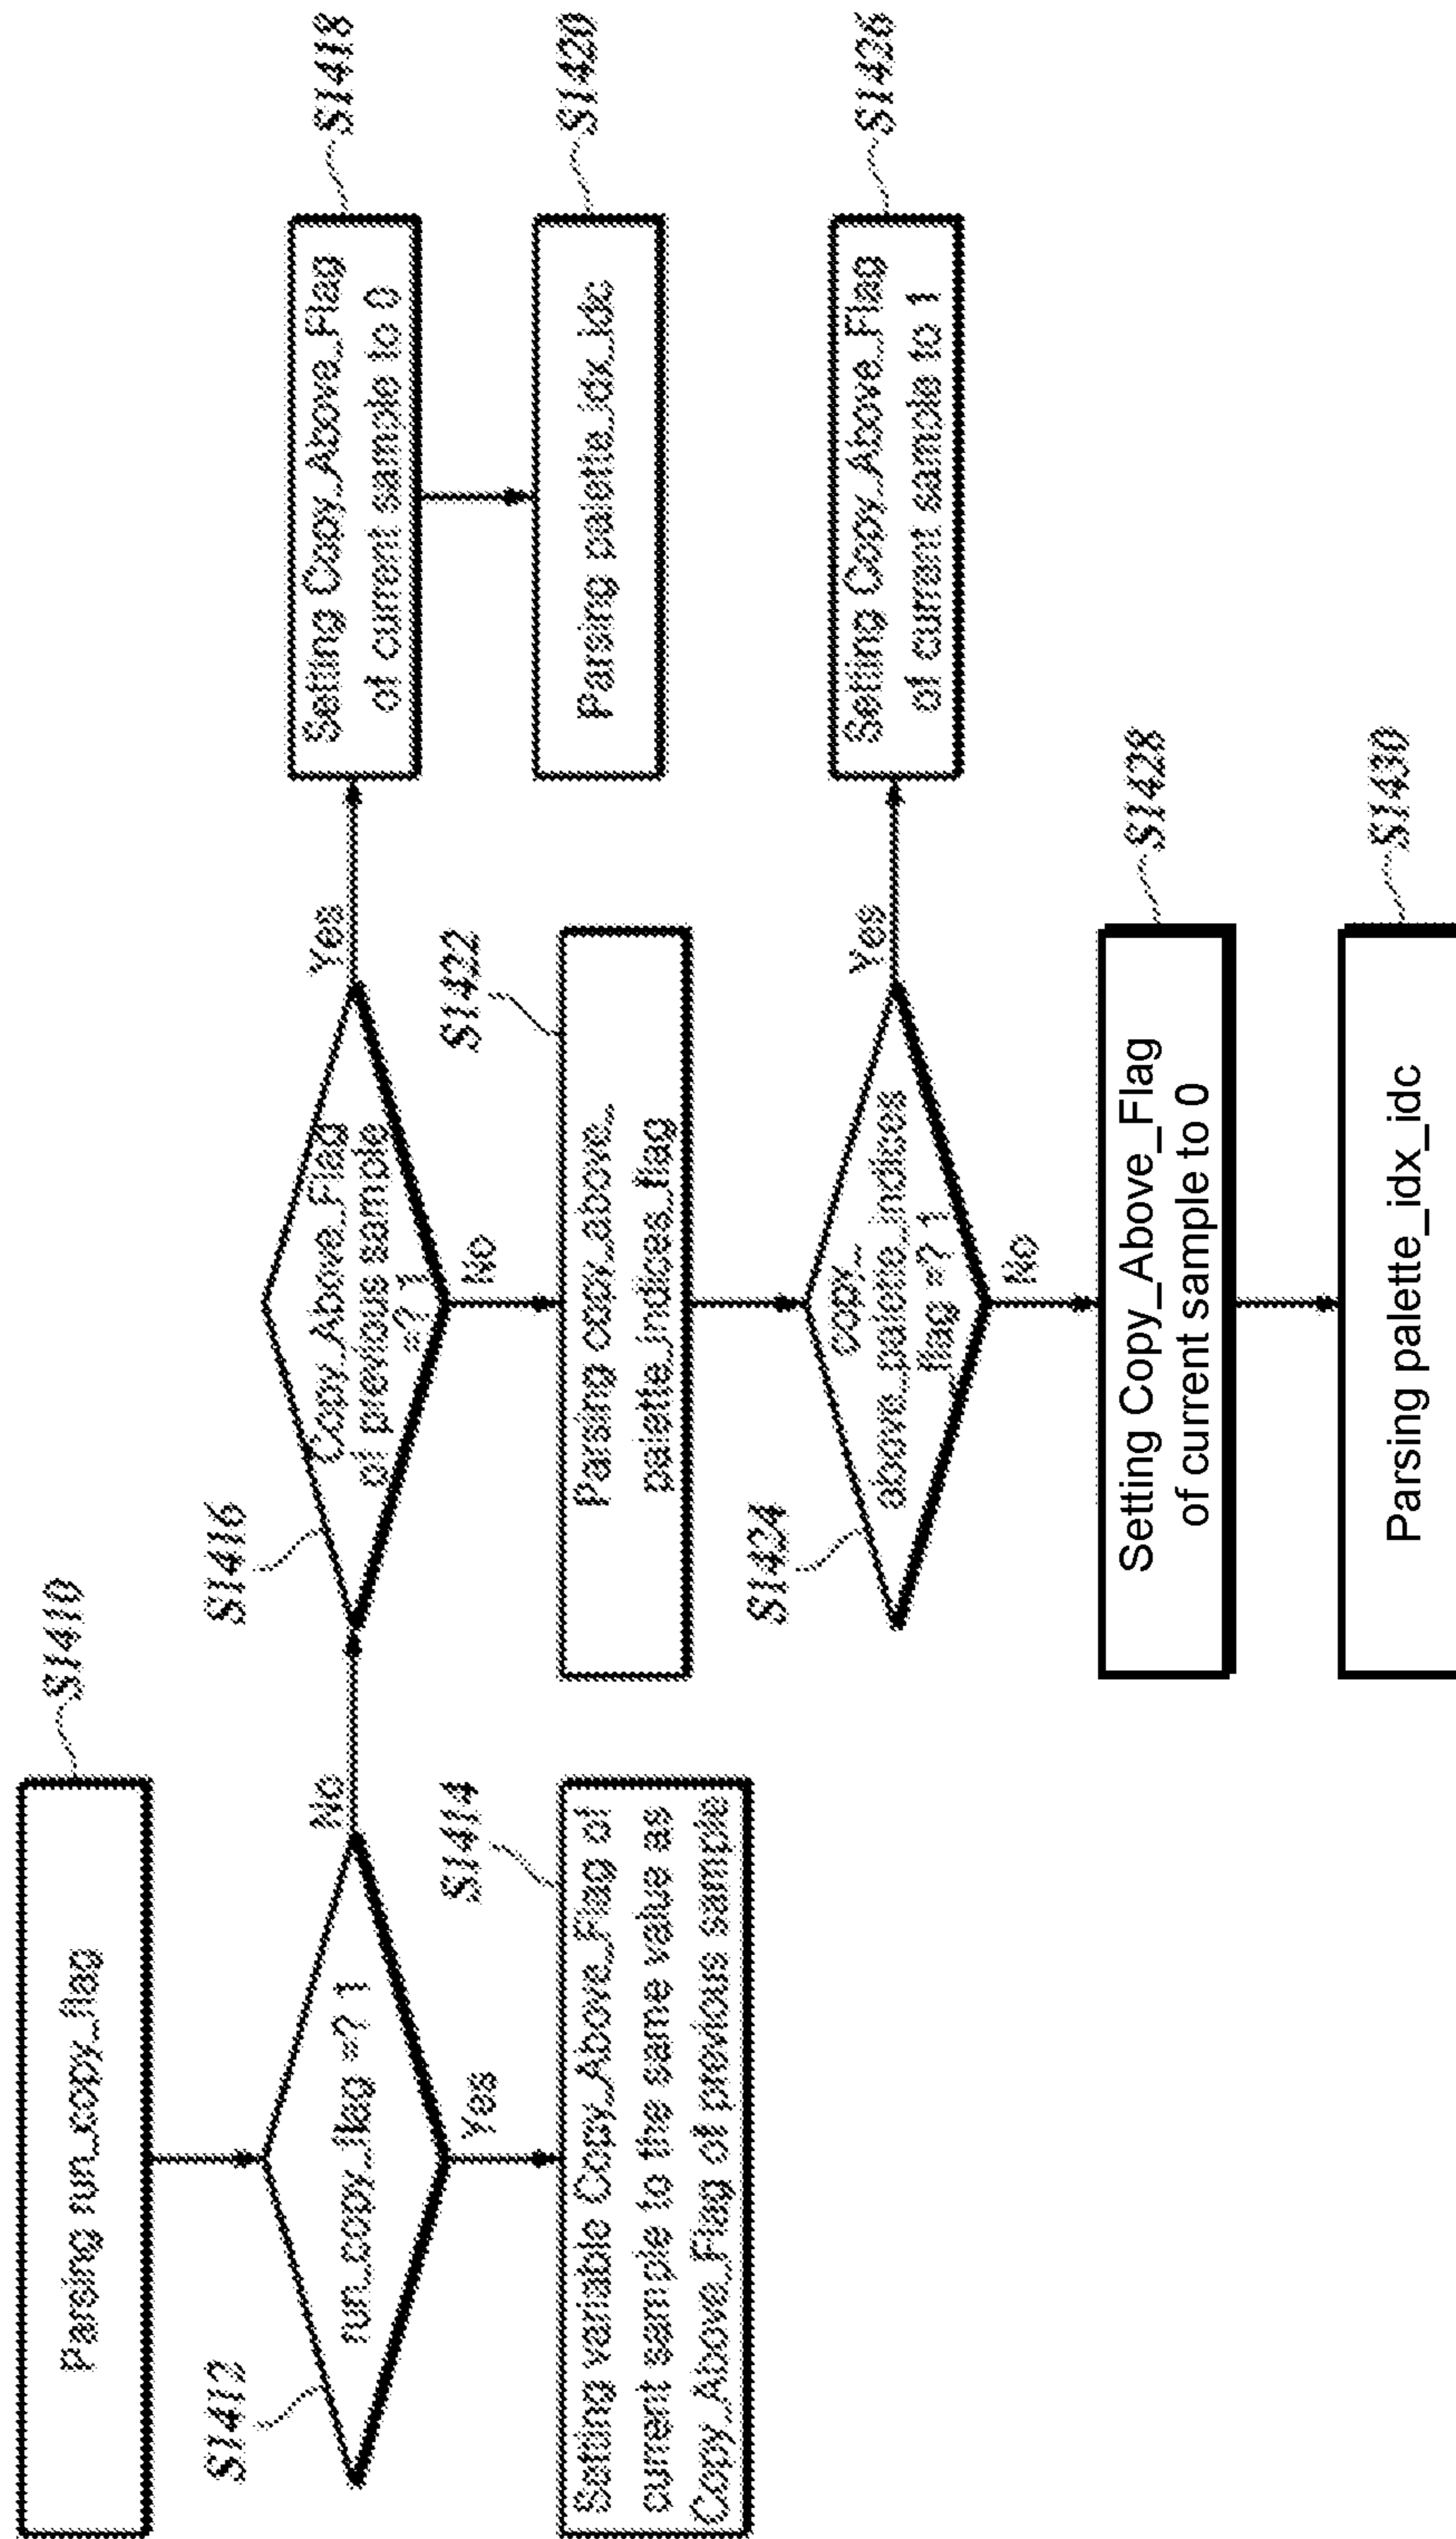 Parsing run_copy_flag
S1410
S1412
run_copy_flag =? 1
No
Yes
S1414
Setting variable Copy_Above_Flag of
current sample to the same value as
Copy_Above_Flag of previous sample
S1416
Copy_Above_Flag
of previous sample
=? 1
Yes
No
Setting Copy_Above_Flag
of current sample to 0
S1418
Parsing palette_idx_idc
S1420
S1422
Parsing copy_above_
palette_indices_flag
S1424
copy_
above_palette_indices
_flag =? 1
Yes
No
Setting Copy_Above_Flag
of current sample to 1
S1426
Setting Copy_Above_Flag
of current sample to 0
S1428
Parsing palette_idx_idc
S1430